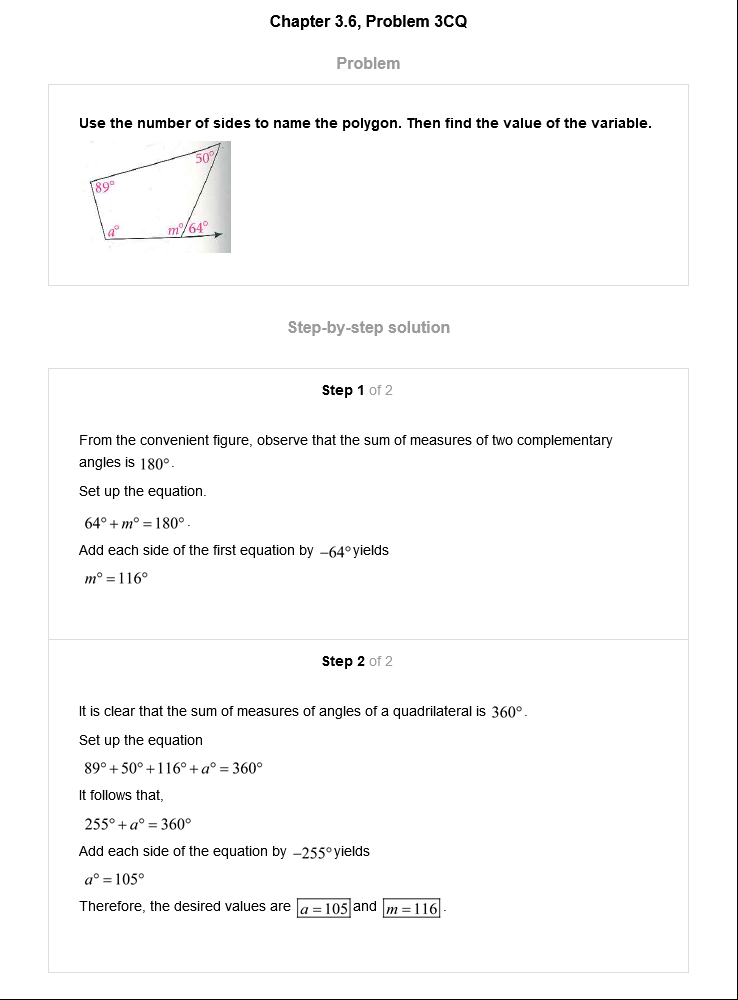 Chapter 3.6, Problem 3CQ
Problem
Use the number of sides to name the polygon. Then find the value of the variable.
50°
89°
a° m° 64°
Step-by-step solution
Step 1 of 2
From the convenient figure, observe that the sum of measures of two complementary
angles is 180°.
Set up the equation.
64° + m° = 180°.
Add each side of the first equation by −64° yields
m° = 116°
Step 2 of 2
It is clear that the sum of measures of angles of a quadrilateral is 360°.
Set up the equation
89° + 50° + 116° + a° = 360°
It follows that,
255° + a° = 360°
Add each side of the equation by −255° yields
a° = 105°
Therefore, the desired values are a = 105 and m = 116.